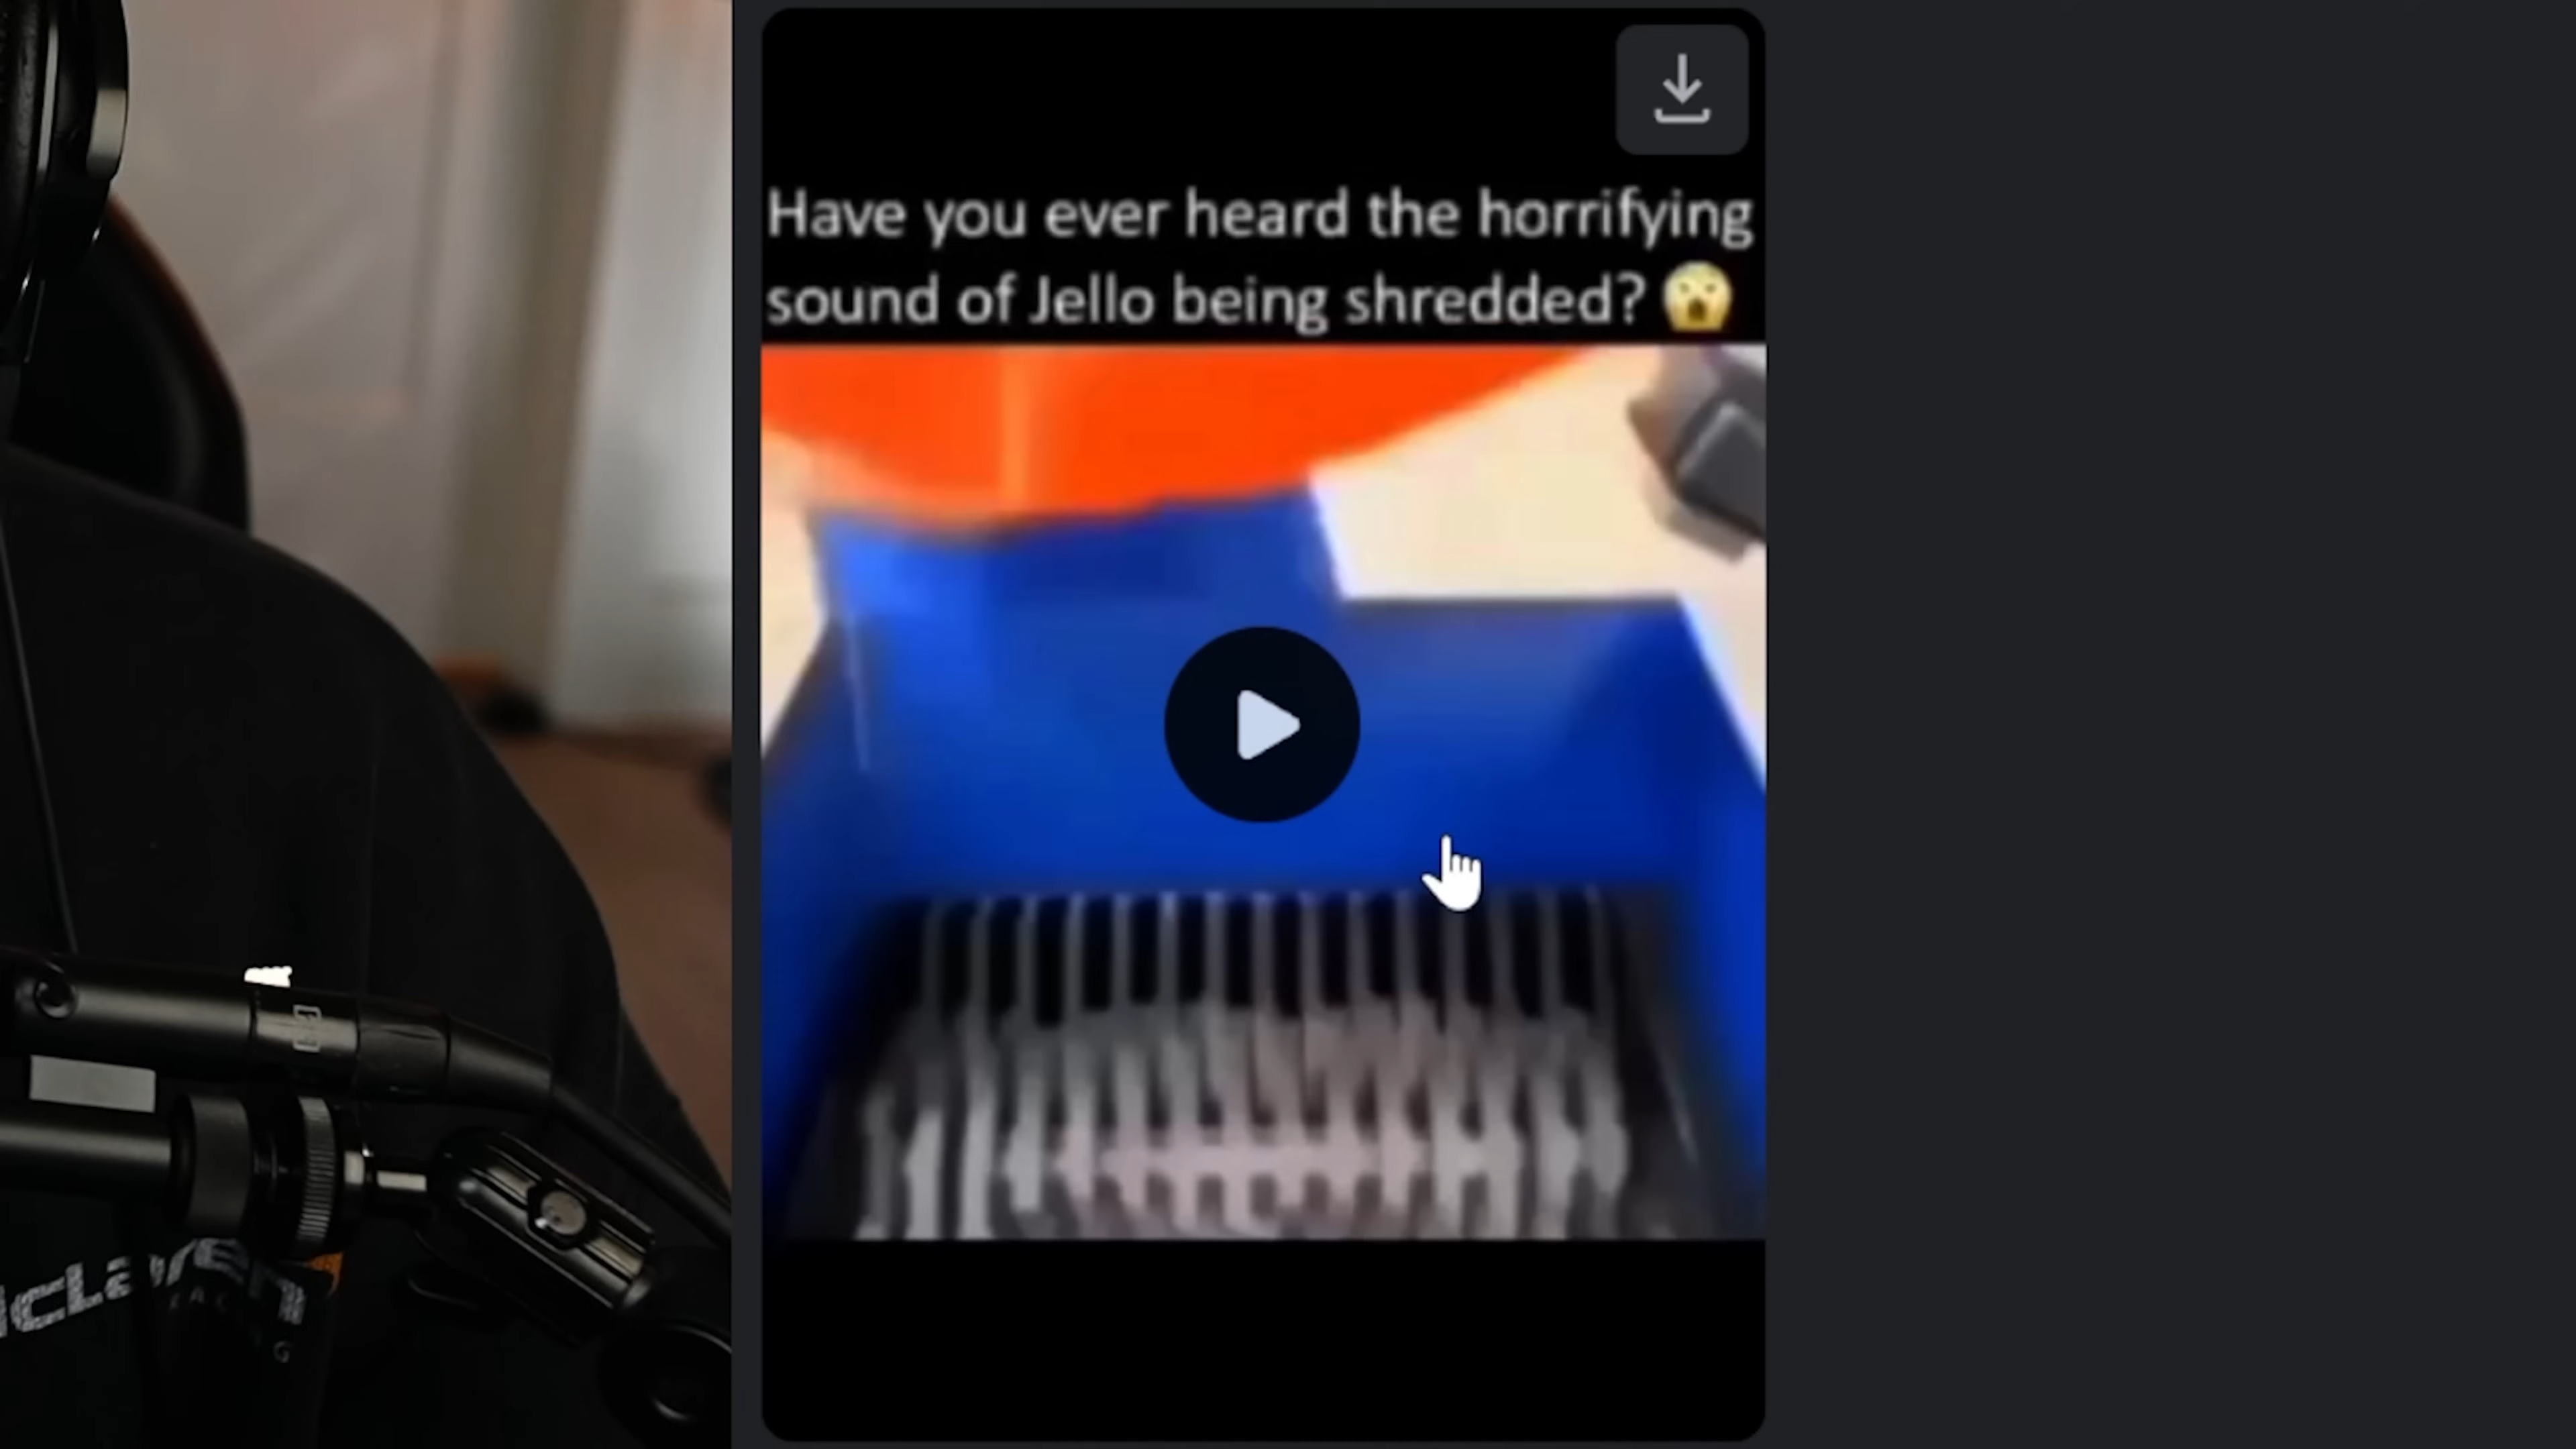 Have you ever heard the horrifying
sound of Jello being shredded? 😱